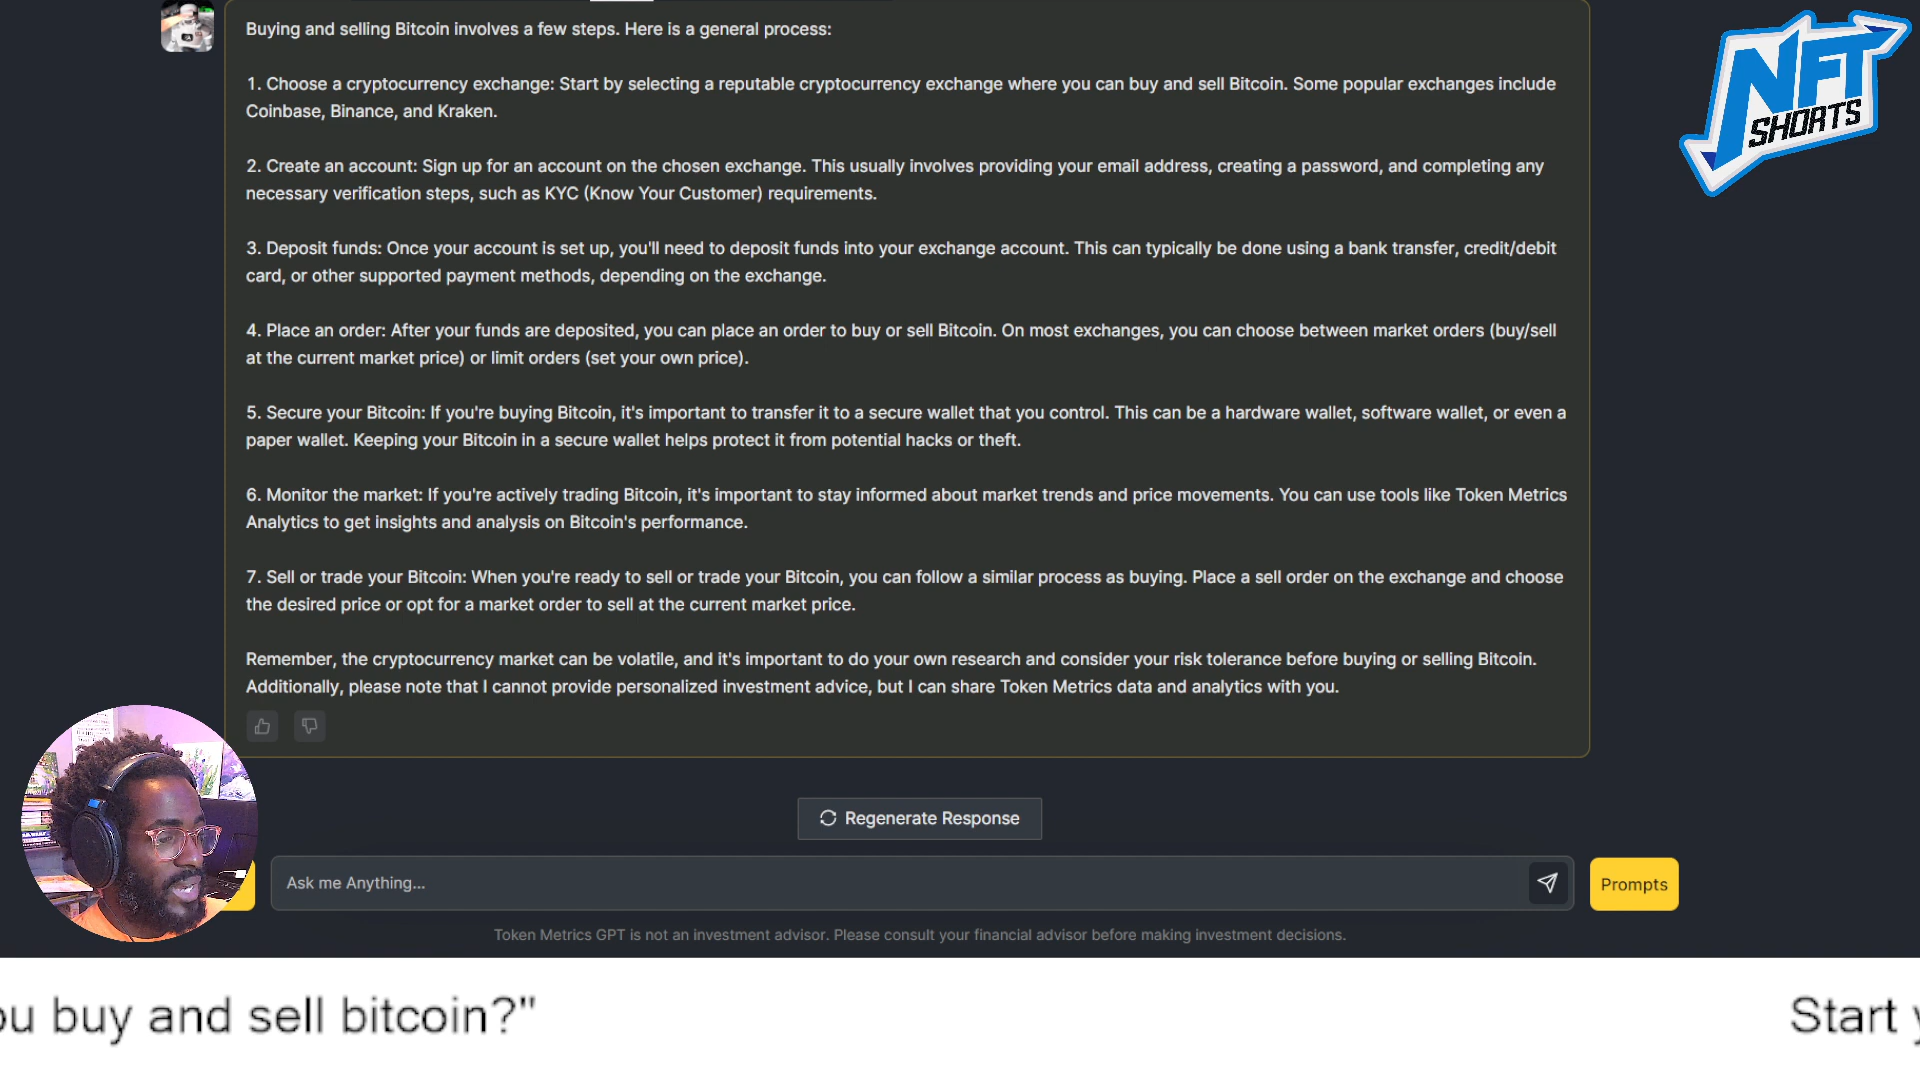 Buying and selling Bitcoin involves a few steps. Here is a general process:
1. Choose a cryptocurrency exchange: Start by selecting a reputable cryptocurrency exchange where you can buy and sell Bitcoin. Some popular exchanges include
Coinbase, Binance, and Kraken.
2. Create an account: Sign up for an account on the chosen exchange. This usually involves providing your email address, creating a password, and completing any
necessary verification steps, such as KYC (Know Your Customer) requirements.
3. Deposit funds: Once your account is set up, you'll need to deposit funds into your exchange account. This can typically be done using a bank transfer, credit/debit
card, or other supported payment methods, depending on the exchange.
4. Place an order: After your funds are deposited, you can place an order to buy or sell Bitcoin. On most exchanges, you can choose between market orders (buy/sell
at the current market price) or limit orders (set your own price).
5. Secure your Bitcoin: If you're buying Bitcoin, it's important to transfer it to a secure wallet that you control. This can be a hardware wallet, software wallet, or even a
paper wallet. Keeping your Bitcoin in a secure wallet helps protect it from potential hacks or theft.
6. Monitor the market: If you're actively trading Bitcoin, it's important to stay informed about market trends and price movements. You can use tools like Token Metrics
Analytics to get insights and analysis on Bitcoin's performance.
7. Sell or trade your Bitcoin: When you're ready to sell or trade your Bitcoin, you can follow a similar process as buying. Place a sell order on the exchange and choose
the desired price or opt for a market order to sell at the current market price.
Remember, the cryptocurrency market can be volatile, and it's important to do your own research and consider your risk tolerance before buying or selling Bitcoin.
Additionally, please note that I cannot provide personalized investment advice, but I can share Token Metrics data and analytics with you.
NFT
SHORTS
Regenerate Response
Ask me Anything...
Prompts
Token Metrics GPT is not an investment advisor. Please consult your financial advisor before making investment decisions.
ou buy and sell bitcoin?"
Start